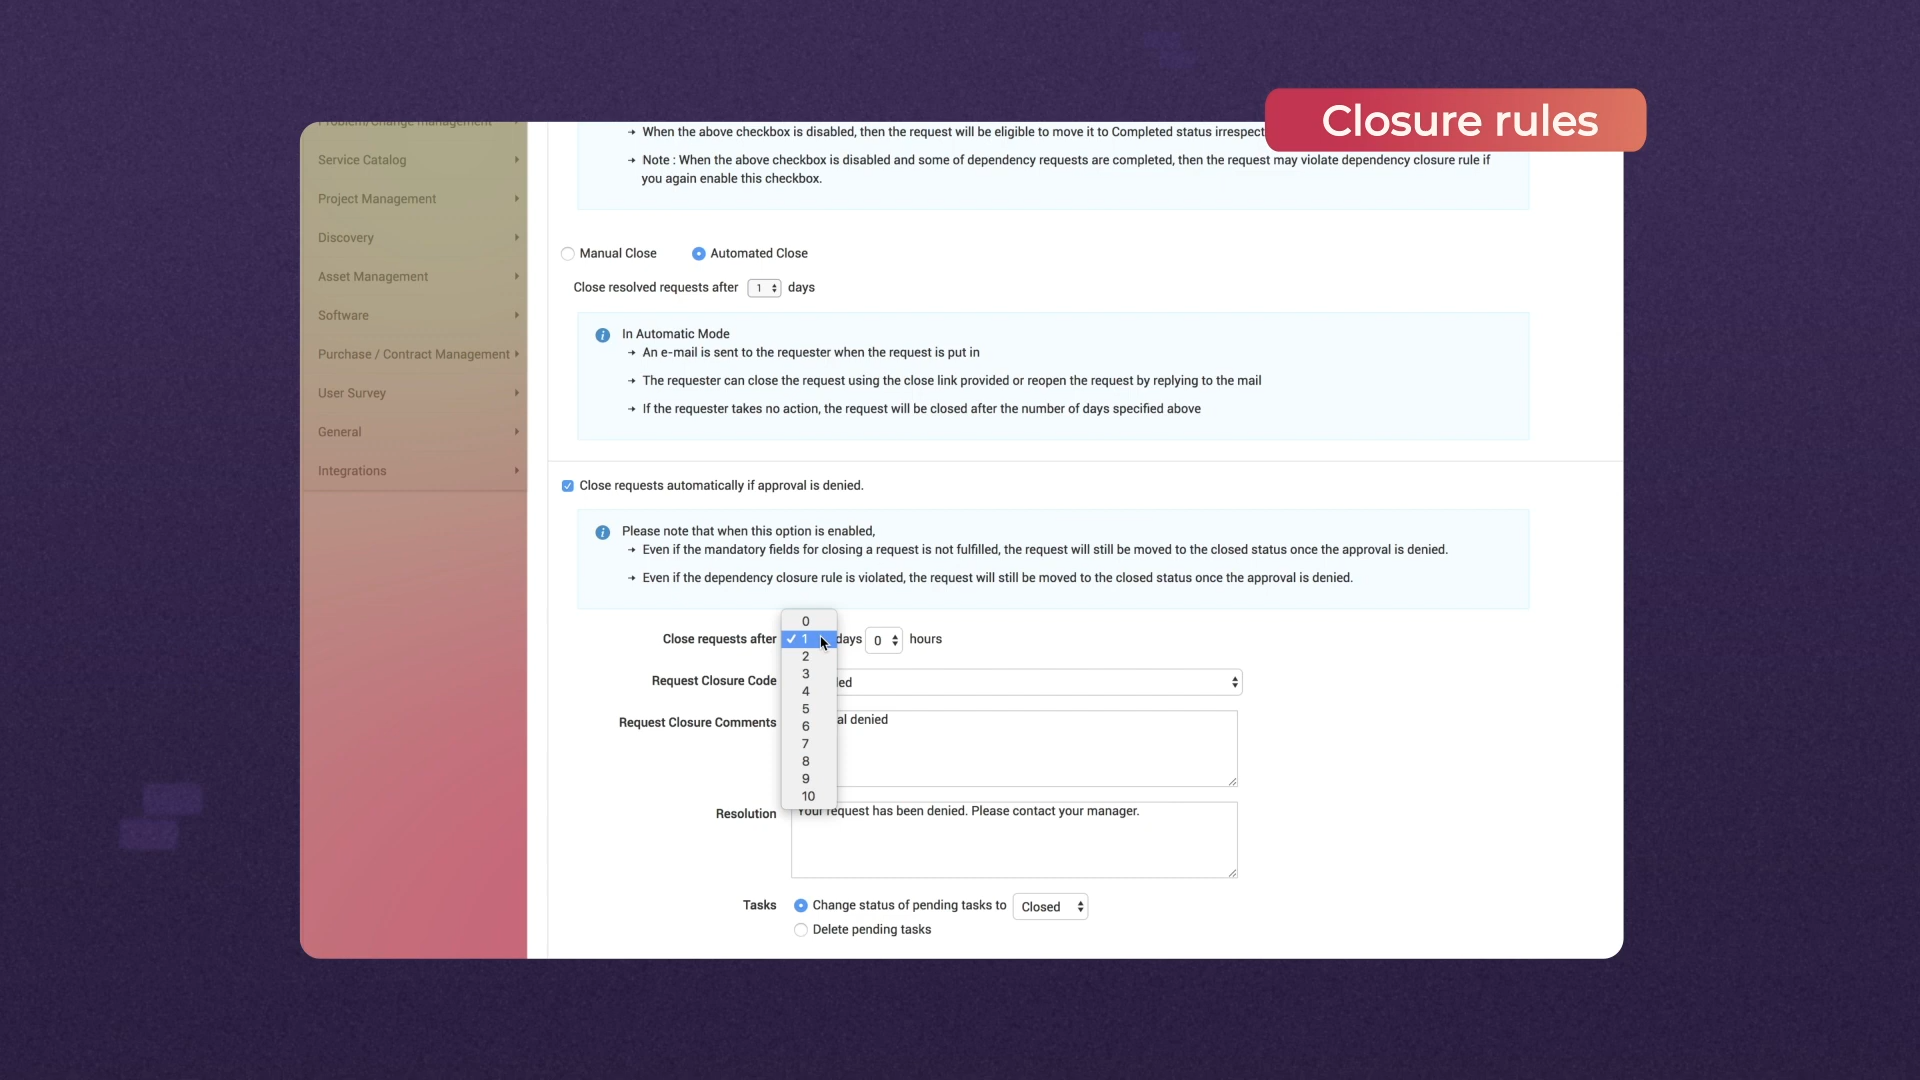 Closure rules
Problem/Change Management
Service Catalog
Project Management
Discovery
Asset Management
Software
Purchase / Contract Management
User Survey
General
Integrations
When the above checkbox is disabled, then the request will be eligible to move it to Completed status
Note : When the above checkbox is disabled and some of dependency requests are completed, then the request may violate dependency closure rule if
you again enable this checkbox.
Manual Close Automated Close
Close resolved requests after 1 days
In Automatic Mode
An e-mail is sent to the requester when the request is put in
The requester can close the request using the close link provided or reopen the request by replying to the mail
If the requester takes no action, the request will be closed after the number of days specified above
Close requests automatically if approval is denied.
Please note that when this option is enabled,
Even if the mandatory fields for closing a request is not fulfilled, the request will still be moved to the closed status once the approval is denied.
Even if the dependency closure rule is violated, the request will still be moved to the closed status once the approval is denied.
0
Close requests after 1 days 0 hours
2
3
Request Closure Code
4
5
6
Request Closure Comments denied
7
8
9
10
Resolution
Your request has been denied. Please contact your manager.
Tasks Change status of pending tasks to Closed
Delete pending tasks